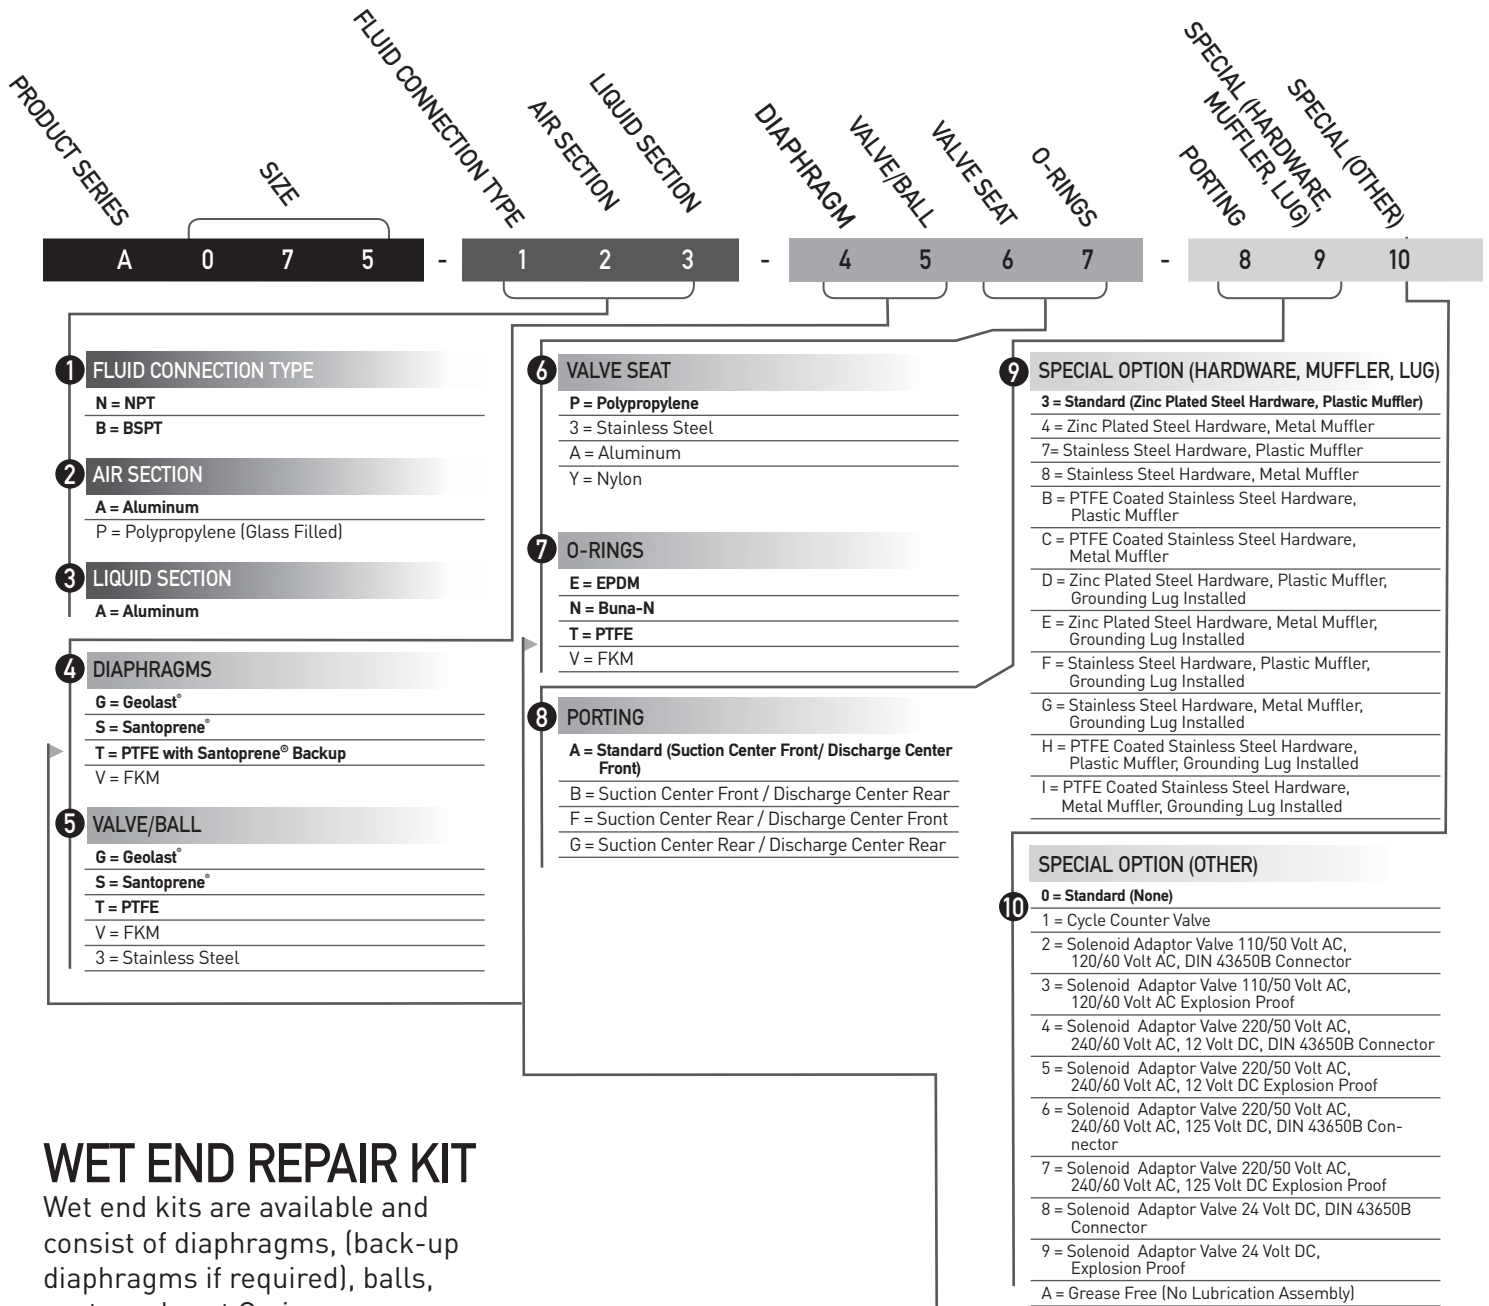 PRODUCT SERIES
SIZE
FLUID CONNECTION TYPE
AIR SECTION
LIQUID SECTION
DIAPHRAGM
VALVE/BALL
VALVE SEAT
O-RINGS
PORTING
SPECIAL (HARDWARE,
MUFFLER, LUG)
SPECIAL (OTHER)
A 0 7 5 - 1 2 3 - 4 5 6 7 - 8 9 10
1 FLUID CONNECTION TYPE
N = NPT
B = BSPT
2 AIR SECTION
A = Aluminum
P = Polypropylene (Glass Filled)
3 LIQUID SECTION
A = Aluminum
4 DIAPHRAGMS
G = Geolast®
S = Santoprene®
T = PTFE with Santoprene® Backup
V = FKM
5 VALVE/BALL
G = Geolast®
S = Santoprene®
T = PTFE
V = FKM
3 = Stainless Steel
6 VALVE SEAT
P = Polypropylene
3 = Stainless Steel
A = Aluminum
Y = Nylon
7 O-RINGS
E = EPDM
N = Buna-N
T = PTFE
V = FKM
8 PORTING
A = Standard (Suction Center Front/ Discharge Center
Front)
B = Suction Center Front / Discharge Center Rear
F = Suction Center Rear / Discharge Center Front
G = Suction Center Rear / Discharge Center Rear
9 SPECIAL OPTION (HARDWARE, MUFFLER, LUG)
3 = Standard (Zinc Plated Steel Hardware, Plastic Muffler)
4 = Zinc Plated Steel Hardware, Metal Muffler
7= Stainless Steel Hardware, Plastic Muffler
8 = Stainless Steel Hardware, Metal Muffler
B = PTFE Coated Stainless Steel Hardware,
Plastic Muffler
C = PTFE Coated Stainless Steel Hardware,
Metal Muffler
D = Zinc Plated Steel Hardware, Plastic Muffler,
Grounding Lug Installed
E = Zinc Plated Steel Hardware, Metal Muffler,
Grounding Lug Installed
F = Stainless Steel Hardware, Plastic Muffler,
Grounding Lug Installed
G = Stainless Steel Hardware, Metal Muffler,
Grounding Lug Installed
H = PTFE Coated Stainless Steel Hardware,
Plastic Muffler, Grounding Lug Installed
I = PTFE Coated Stainless Steel Hardware,
Metal Muffler, Grounding Lug Installed
10 SPECIAL OPTION (OTHER)
0 = Standard (None)
1 = Cycle Counter Valve
2 = Solenoid Adaptor Valve 110/50 Volt AC,
120/60 Volt AC, DIN 43650B Connector
3 = Solenoid Adaptor Valve 110/50 Volt AC,
120/60 Volt AC Explosion Proof
4 = Solenoid Adaptor Valve 220/50 Volt AC,
240/60 Volt AC, 12 Volt DC, DIN 43650B Connector
5 = Solenoid Adaptor Valve 220/50 Volt AC,
240/60 Volt AC, 12 Volt DC Explosion Proof
6 = Solenoid Adaptor Valve 220/50 Volt AC,
240/60 Volt AC, 125 Volt DC, DIN 43650B Con-
nector
7 = Solenoid Adaptor Valve 220/50 Volt AC,
240/60 Volt AC, 125 Volt DC Explosion Proof
8 = Solenoid Adaptor Valve 24 Volt DC, DIN 43650B
Connector
9 = Solenoid Adaptor Valve 24 Volt DC,
Explosion Proof
A = Grease Free (No Lubrication Assembly)
WET END REPAIR KIT
Wet end kits are available and
consist of diaphragms, (back-up
diaphragms if required), balls,